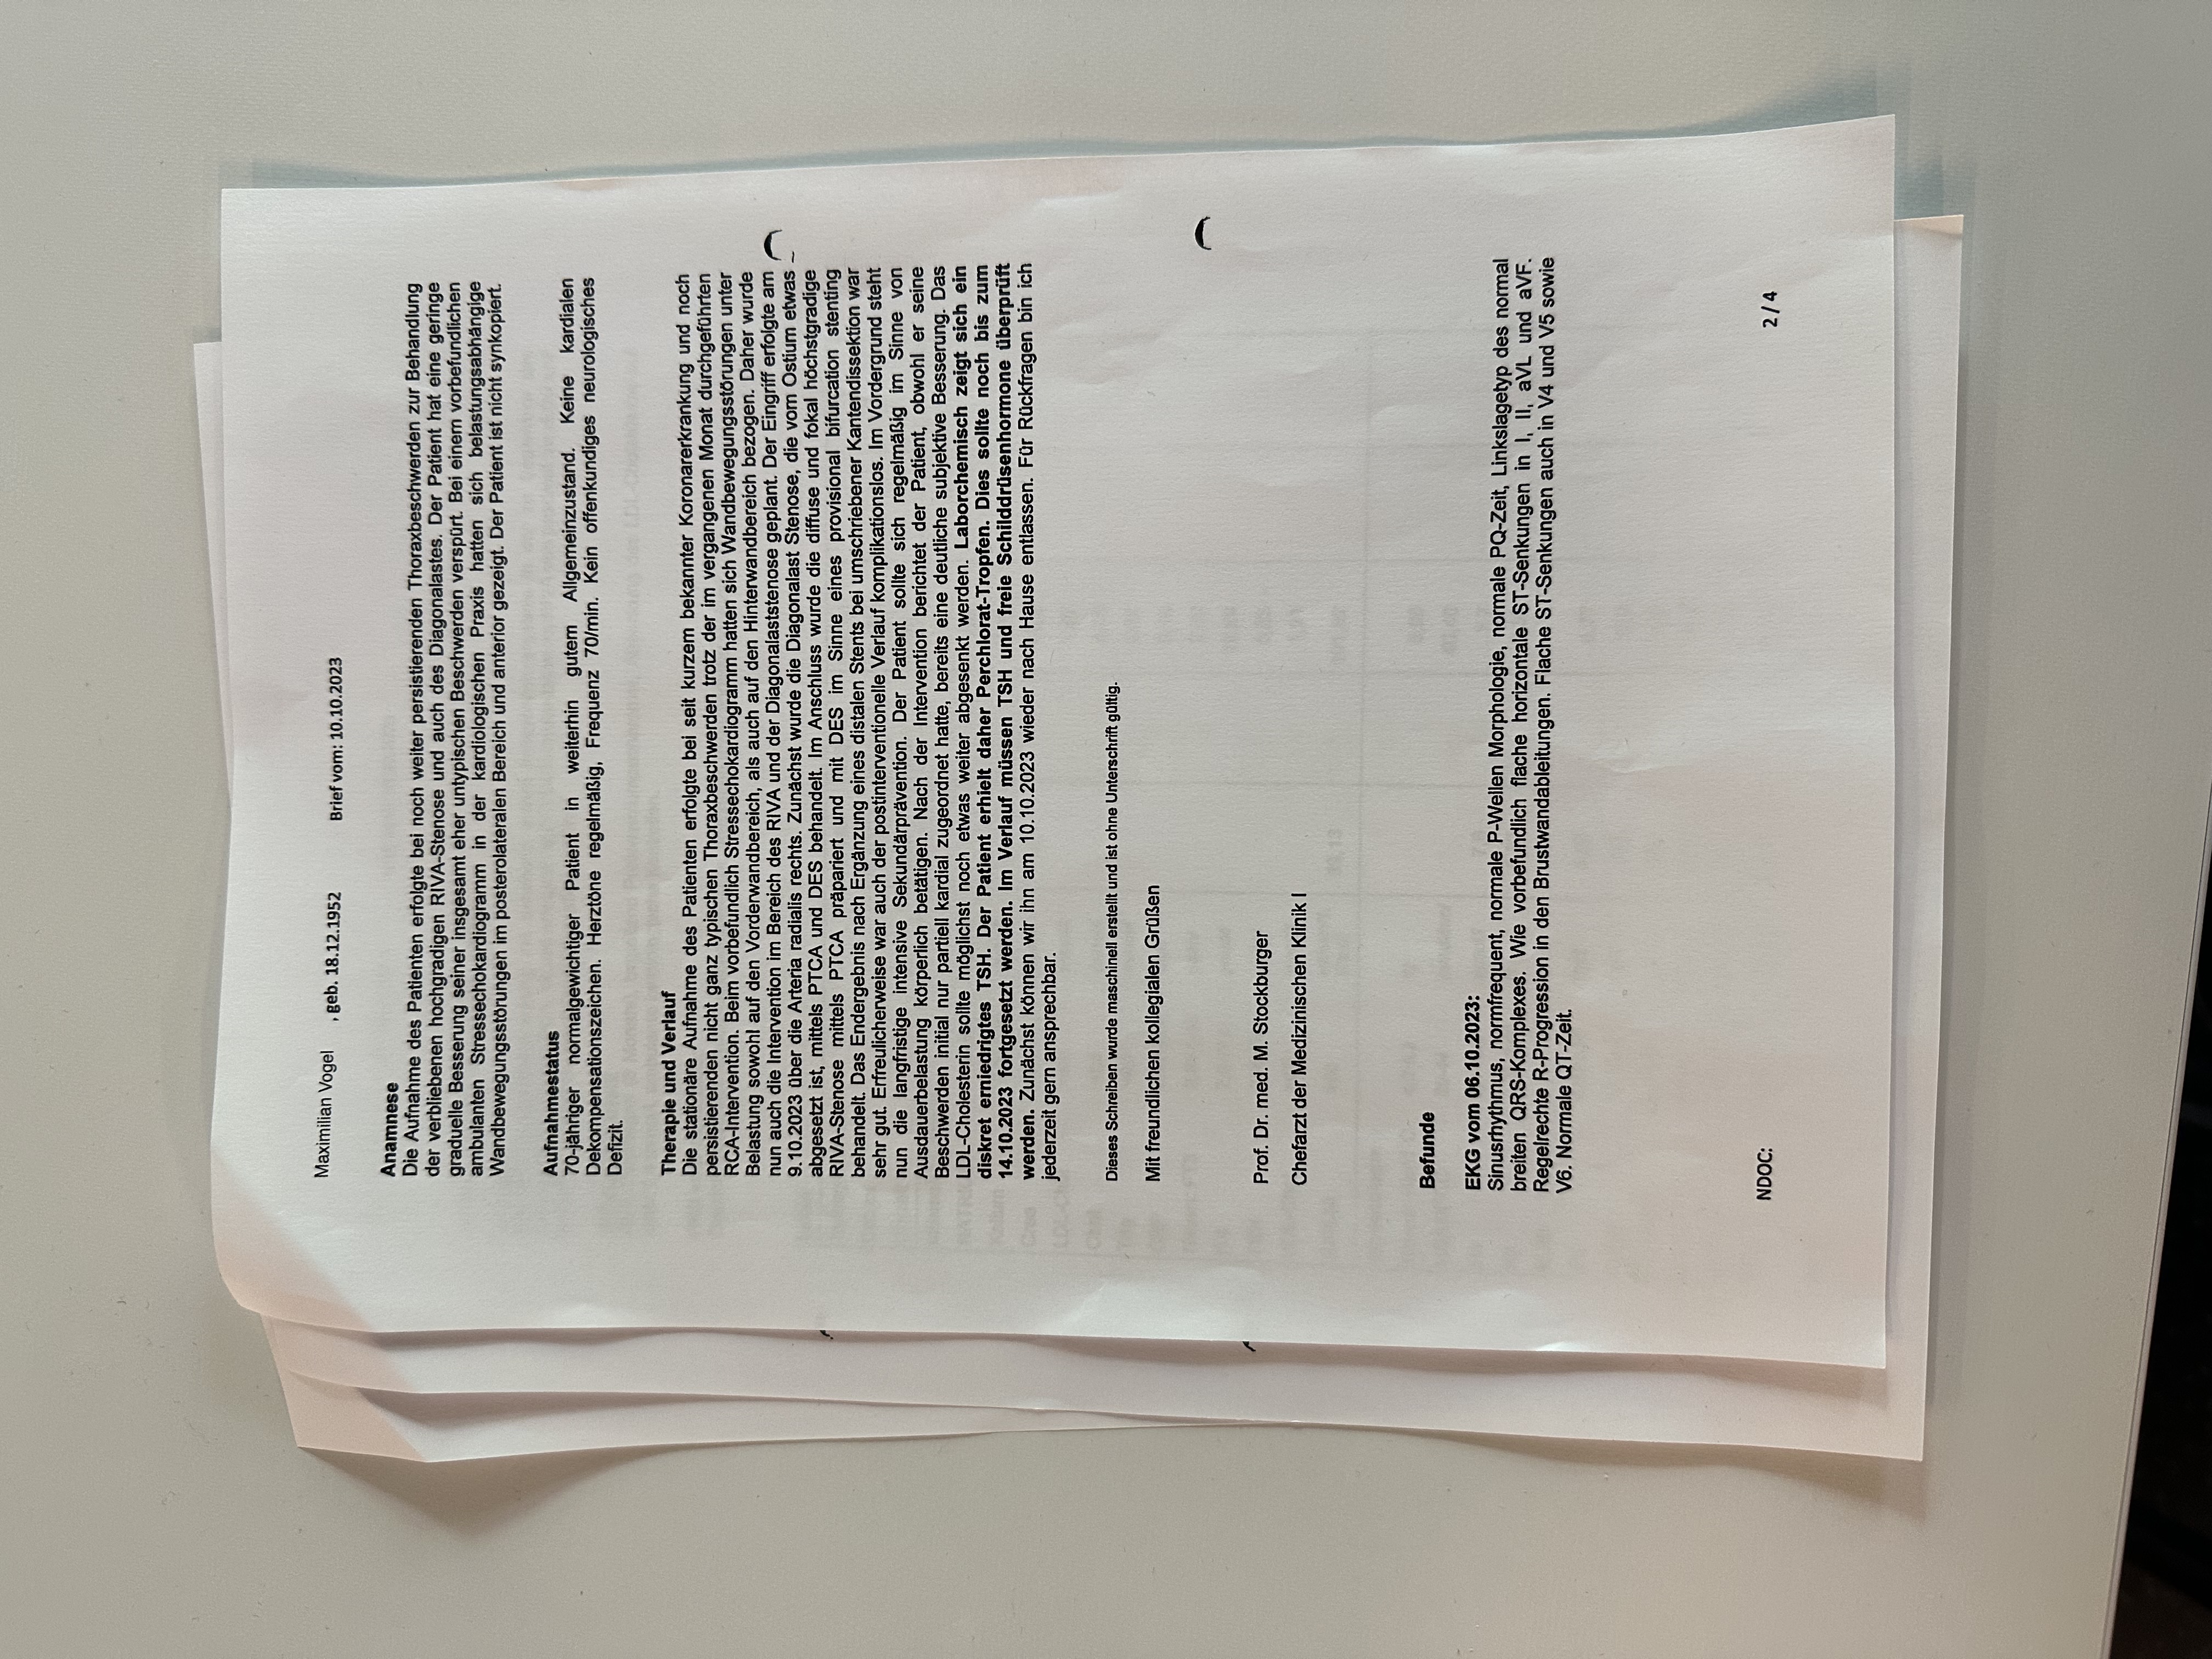 Maximilian Vogel , geb. 18.12.1952 Brief vom: 10.10.2023
Anamnese
Die Aufnahme des Patienten erfolgte bei noch weiter persistierenden Thoraxbeschwerden zur Behandlung
der verbliebenen hochgradigen RIVA-Stenose und auch des Diagonalastes. Der Patient hat eine geringe
graduelle Besserung seiner insgesamt eher untypischen Beschwerden verspürt. Bei einem vorbefundlichen
ambulanten Stressechokardiogramm in der kardiologischen Praxis hatten sich belastungsabhängige
Wandbewegungsstörungen im posterolateralen Bereich und anterior gezeigt. Der Patient ist nicht synkopiert.
Aufnahmestatus
70-jähriger normalgewichtiger Patient in weiterhin gutem Allgemeinzustand. Keine kardialen
Dekompensationszeichen. Herztöne regelmäßig, Frequenz 70/min. Kein offenkundiges neurologisches
Defizit.
Therapie und Verlauf
Die stationäre Aufnahme des Patienten erfolgte bei seit kurzem bekannter Koronarerkrankung und noch
persistierenden nicht ganz typischen Thoraxbeschwerden trotz der im vergangenen Monat durchgeführten
RCA-Intervention. Beim vorbefundlich Stressechokardiogramm hatten sich Wandbewegungsstörungen unter
Belastung sowohl auf den Vorderwandbereich, als auch auf den Hinterwandbereich bezogen. Daher wurde
nun auch die Intervention im Bereich des RIVA und der Diagonalaststenose geplant. Der Eingriff erfolgte am
9.10.2023 über die Arteria radialis rechts. Zunächst wurde die Diagonalast Stenose, die vom Ostium etwas
abgesetzt ist, mittels PTCA und DES behandelt. Im Anschluss wurde die diffuse und fokal höchstgradige
RIVA-Stenose mittels PTCA präpariert und mit DES im Sinne eines provisional bifurcation stenting
behandelt. Das Endergebnis nach Ergänzung eines distalen Stents bei umschriebener Kantendissektion war
sehr gut. Erfreulicherweise war auch der postinterventionelle Verlauf komplikationslos. Im Vordergrund steht
nun die langfristige intensive Sekundärprävention. Der Patient sollte sich regelmäßig im Sinne von
Ausdauerbelastung körperlich betätigen. Nach der Intervention berichtet der Patient, obwohl er seine
Beschwerden initial nur partiell kardial zugeordnet hatte, bereits eine deutliche subjektive Besserung. Das
LDL-Cholesterin sollte möglichst noch etwas weiter abgesenkt werden. Laborchemisch zeigt sich ein
diskret erniedrigtes TSH. Der Patient erhielt daher Perchlorat-Tropfen. Dies sollte noch bis zum
14.10.2023 fortgesetzt werden. Im Verlauf müssen TSH und freie Schilddrüsenhormone überprüft
werden. Zunächst können wir ihn am 10.10.2023 wieder nach Hause entlassen. Für Rückfragen bin ich
jederzeit gern ansprechbar.
Dieses Schreiben wurde maschinell erstellt und ist ohne Unterschrift gültig.
Mit freundlichen kollegialen Grüßen
Prof. Dr. med. M. Stockburger
Chefarzt der Medizinischen Klinik I
Befunde
EKG vom 06.10.2023:
Sinusrhythmus, normfrequent, normale P-Wellen Morphologie, normale PQ-Zeit, Linkslagetyp des normal
breiten QRS-Komplexes. Wie vorbefundlich flache horizontale ST-Senkungen in I, II, aVL und aVF.
Regelrechte R-Progression in den Brustwandableitungen. Flache ST-Senkungen auch in V4 und V5 sowie
V6. Normale QT-Zeit.
NDOC: 2 / 4